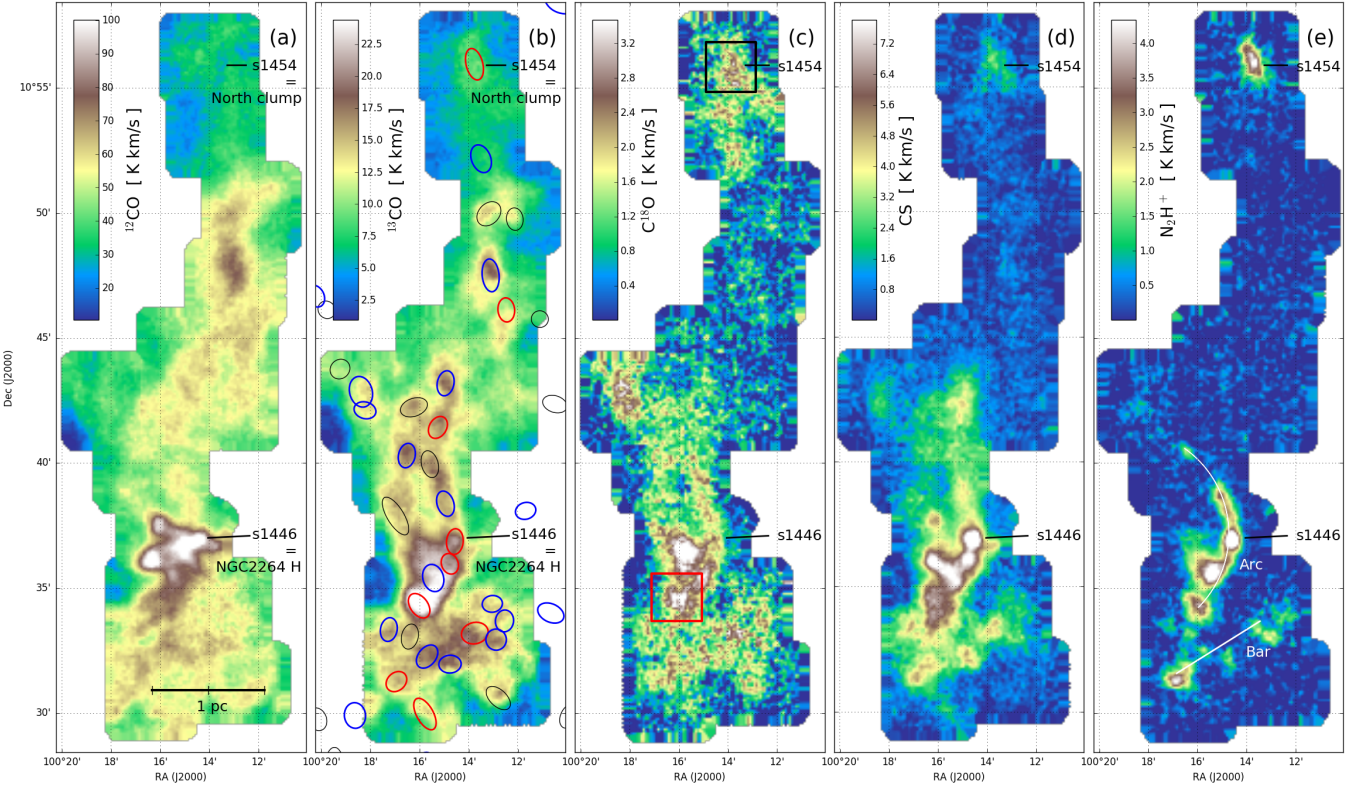 (a)
100
90
80
70
60
50
40
30
20
¹²CO [ K km/s ]
s1454
=
North clump
s1446
=
NGC2264 H
1 pc
10°55'
50'
45'
40'
35'
30'
Dec (J2000)
100°20'
18'
16'
14'
12'
RA (J2000)
(b)
22.5
20.0
17.5
15.0
12.5
10.0
7.5
5.0
2.5
¹³CO [ K km/s ]
s1454
=
North clump
s1446
=
NGC2264 H
100°20'
18'
16'
14'
12'
RA (J2000)
(c)
3.2
2.8
2.4
2.0
1.6
1.2
0.8
0.4
C¹⁸O [ K km/s ]
s1454
s1446
100°20'
18'
16'
14'
12'
RA (J2000)
(d)
7.2
6.4
5.6
4.8
4.0
3.2
2.4
1.6
0.8
CS [ K km/s ]
s1454
s1446
100°20'
18'
16'
14'
12'
RA (J2000)
(e)
4.0
3.5
3.0
2.5
2.0
1.5
1.0
0.5
N₂H⁺ [ K km/s ]
s1454
s1446
Arc
Bar
100°20'
18'
16'
14'
12'
RA (J2000)